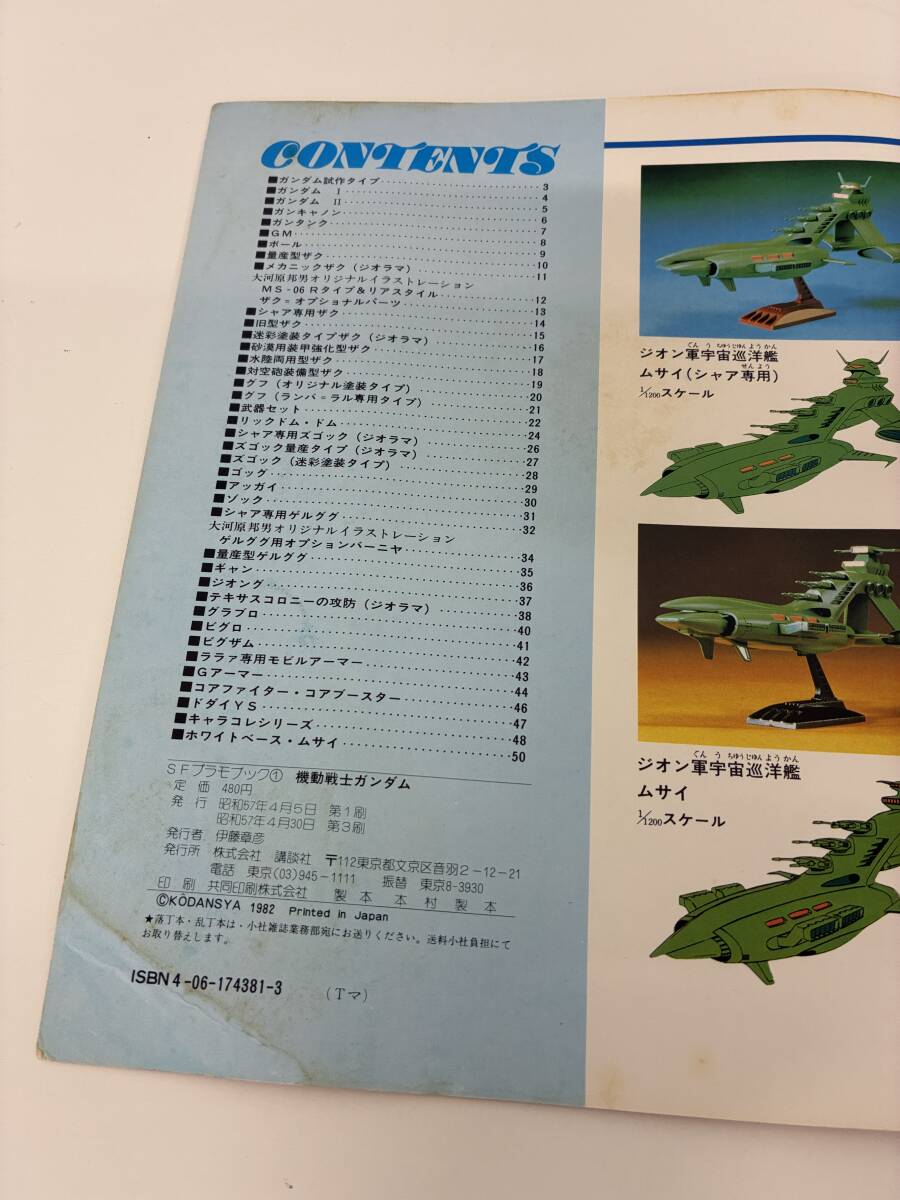 CONTENTS
■ガンダム試作タイプ……3
■ガンダム I……4
■ガンダム II……5
■ガンキャノン……6
■ガンタンク……7
■GM……8
■ボール……9
■量産型ザク……10
■メカニックザク(ジオラマ)……11
大河原邦男オリジナルイラストレーション
MS-06 Rタイプ&リアスタイル……12
ザク=オプショナルパーツ……13
■シャア専用ザク……14
■旧型ザク……15
■迷彩塗装タイプザク(ジオラマ)……16
■砂漠用装甲強化型ザク……17
■水陸両用型ザク……18
■対空砲装備型ザク……19
■グフ(オリジナル塗装タイプ)……20
■グフ(ランバ=ラル専用タイプ)……21
■武器セット……22
■リックドム・ドム……24
■シャア専用ズゴック(ジオラマ)……26
■ズゴック量産タイプ(ジオラマ)……27
■ズゴック(迷彩塗装タイプ)……28
■ゴッグ……29
■アッガイ……30
■ゾック……31
■シャア専用ゲルググ……32
大河原邦男オリジナルイラストレーション
ゲルググ用オプションバーニヤ……34
■量産型ゲルググ……35
■ギャン……36
■ジオング……37
■テキサスコロニーの攻防(ジオラマ)……38
■グラブロ……40
■ビグロ……41
■ビグザム……42
■ララァ専用モビルアーマー……43
■Gアーマー……44
■コアファイター・コアブースター……46
■ドダイYS……47
■キャラコレシリーズ……48
■ホワイトベース・ムサイ……50
SFプラモブック① 機動戦士ガンダム
定 価 480円
発 行 昭和57年4月5日 第1刷
昭和57年4月30日 第3刷
発行者 伊藤章彦
発行所 株式会社 講談社 〒112東京都文京区音羽2-12-21
電話 東京(03)945-1111 振替 東京8-3930
印 刷 共同印刷株式会社 製 本 本 村 製 本
©KŌDANSYA 1982 Printed in Japan
★落丁本・乱丁本は・小社雑誌業務部宛にお送りください。送料小社負担にて
お取り替えします。
ISBN4-06-174381-3 (Tマ)
ぐん う ちゅうじゅん ようかん
ジオン軍宇宙巡洋艦
せんよう
ムサイ(シャア専用)
1/1200スケール
ぐん う ちゅうじゅん ようかん
ジオン軍宇宙巡洋艦
ムサイ
1/1200スケール